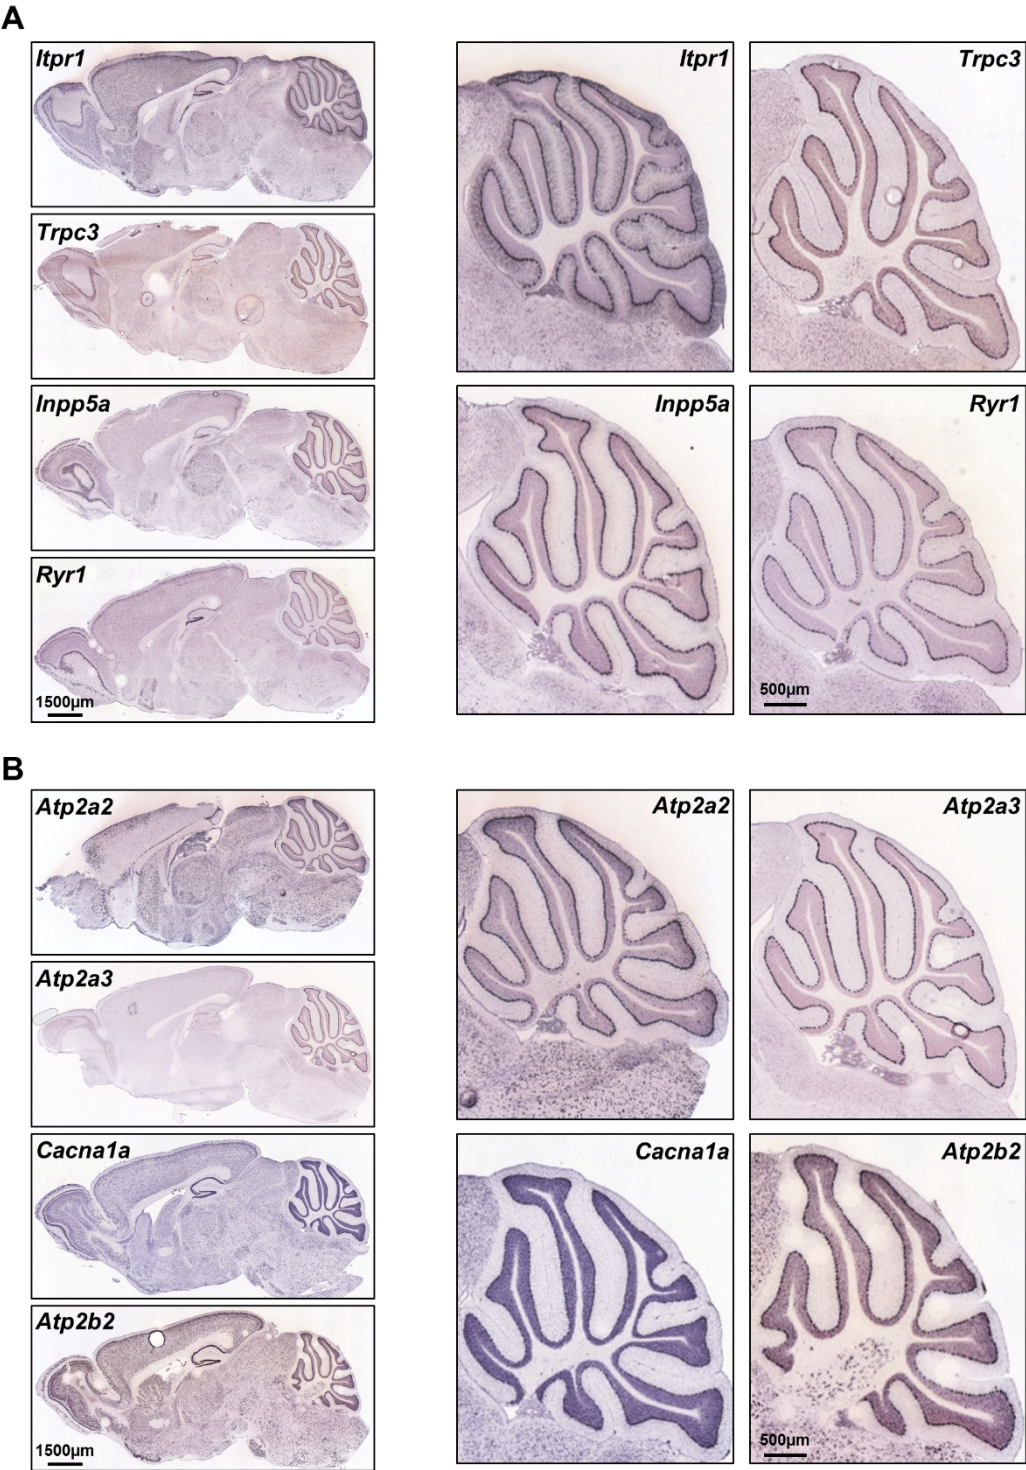 A
Itpr1
Itpr1
Trpc3
Trpc3
Inpp5a
Inpp5a
Ryr1
Ryr1
1500µm
500µm
B
Atp2a2
Atp2a2
Atp2a3
Atp2a3
Cacna1a
Cacna1a
Atp2b2
Atp2b2
1500µm
500µm